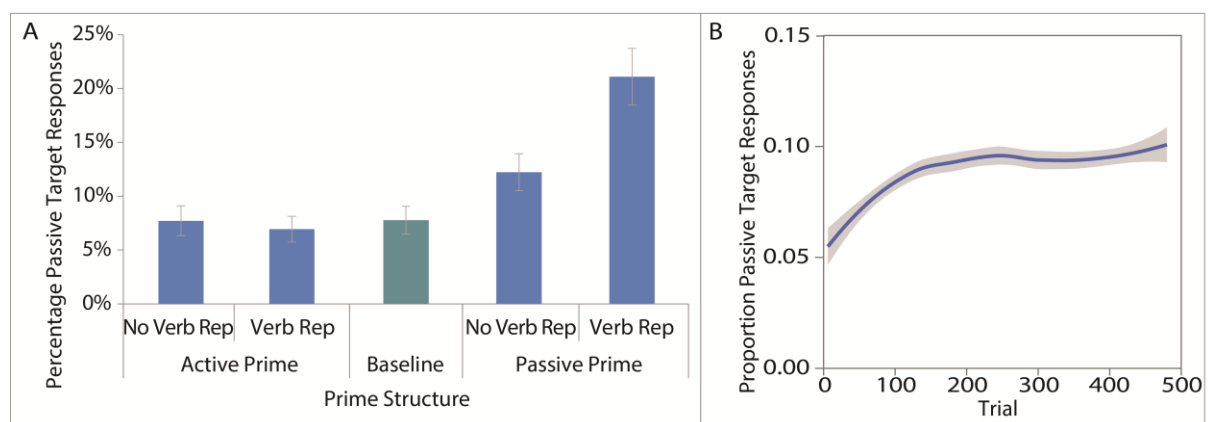 A
Percentage Passive Target Responses
25%
20%
15%
10%
5%
0%
No Verb Rep Verb Rep No Verb Rep Verb Rep
Active Prime Baseline Passive Prime
Prime Structure
B
Proportion Passive Target Responses
0.15
0.10
0.05
0.00
0 100 200 300 400 500
Trial